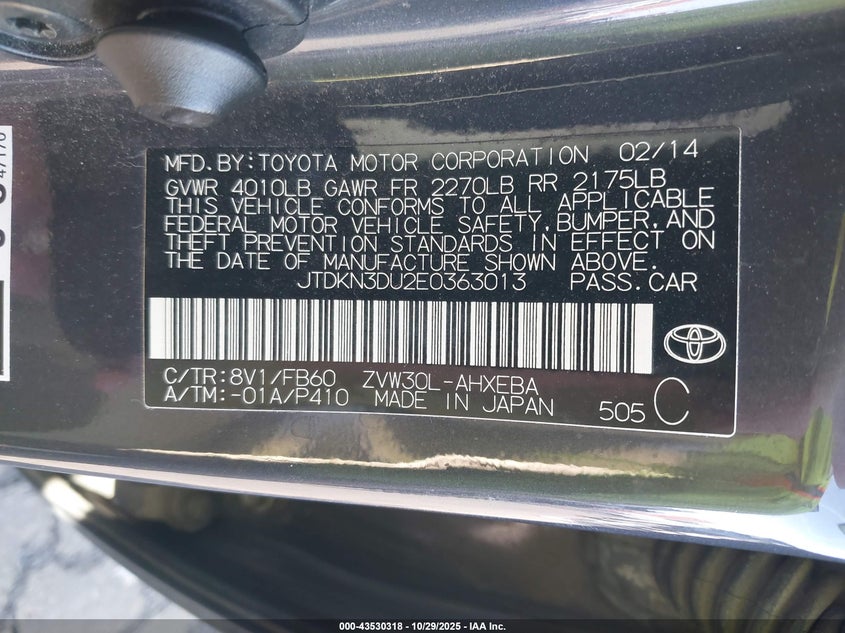 MFD.BY:TOYOTA MOTOR CORPORATION 02/14
GVWR 4010LB GAWR FR 2270LB RR 2175LB
THIS VEHICLE CONFORMS TO ALL APPLICABLE
FEDERAL MOTOR VEHICLE SAFETY,BUMPER,AND
THEFT PREVENTION STANDARDS IN EFFECT ON
THE DATE OF MANUFACTURE SHOWN ABOVE.
JTDKN3DU2E0363013 PASS.CAR
C/TR:8V1/FB60 ZVW30L-AHXEBA
A/TM:-01A/P410 MADE IN JAPAN 505 C
000-43530318 - 10/29/2025 - IAA Inc.